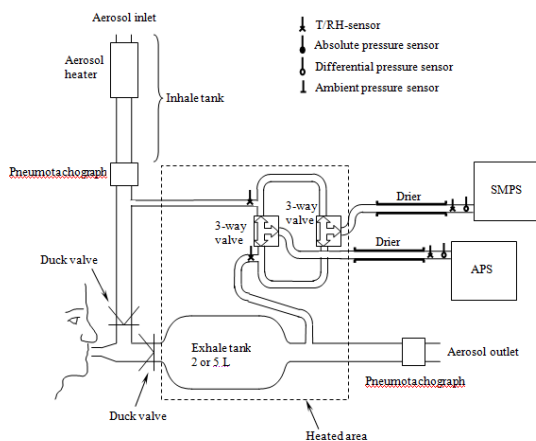 Aerosol inlet
Aerosol
heater
Inhale tank
Pneumotachograph
T/RH-sensor
Absolute pressure sensor
Differential pressure sensor
Ambient pressure sensor
3-way
valve
3-way
valve
Drier
SMPS
Drier
APS
Duck valve
Exhale tank
2 or 5 L
Aerosol outlet
Pneumotachograph
Duck valve
Heated area